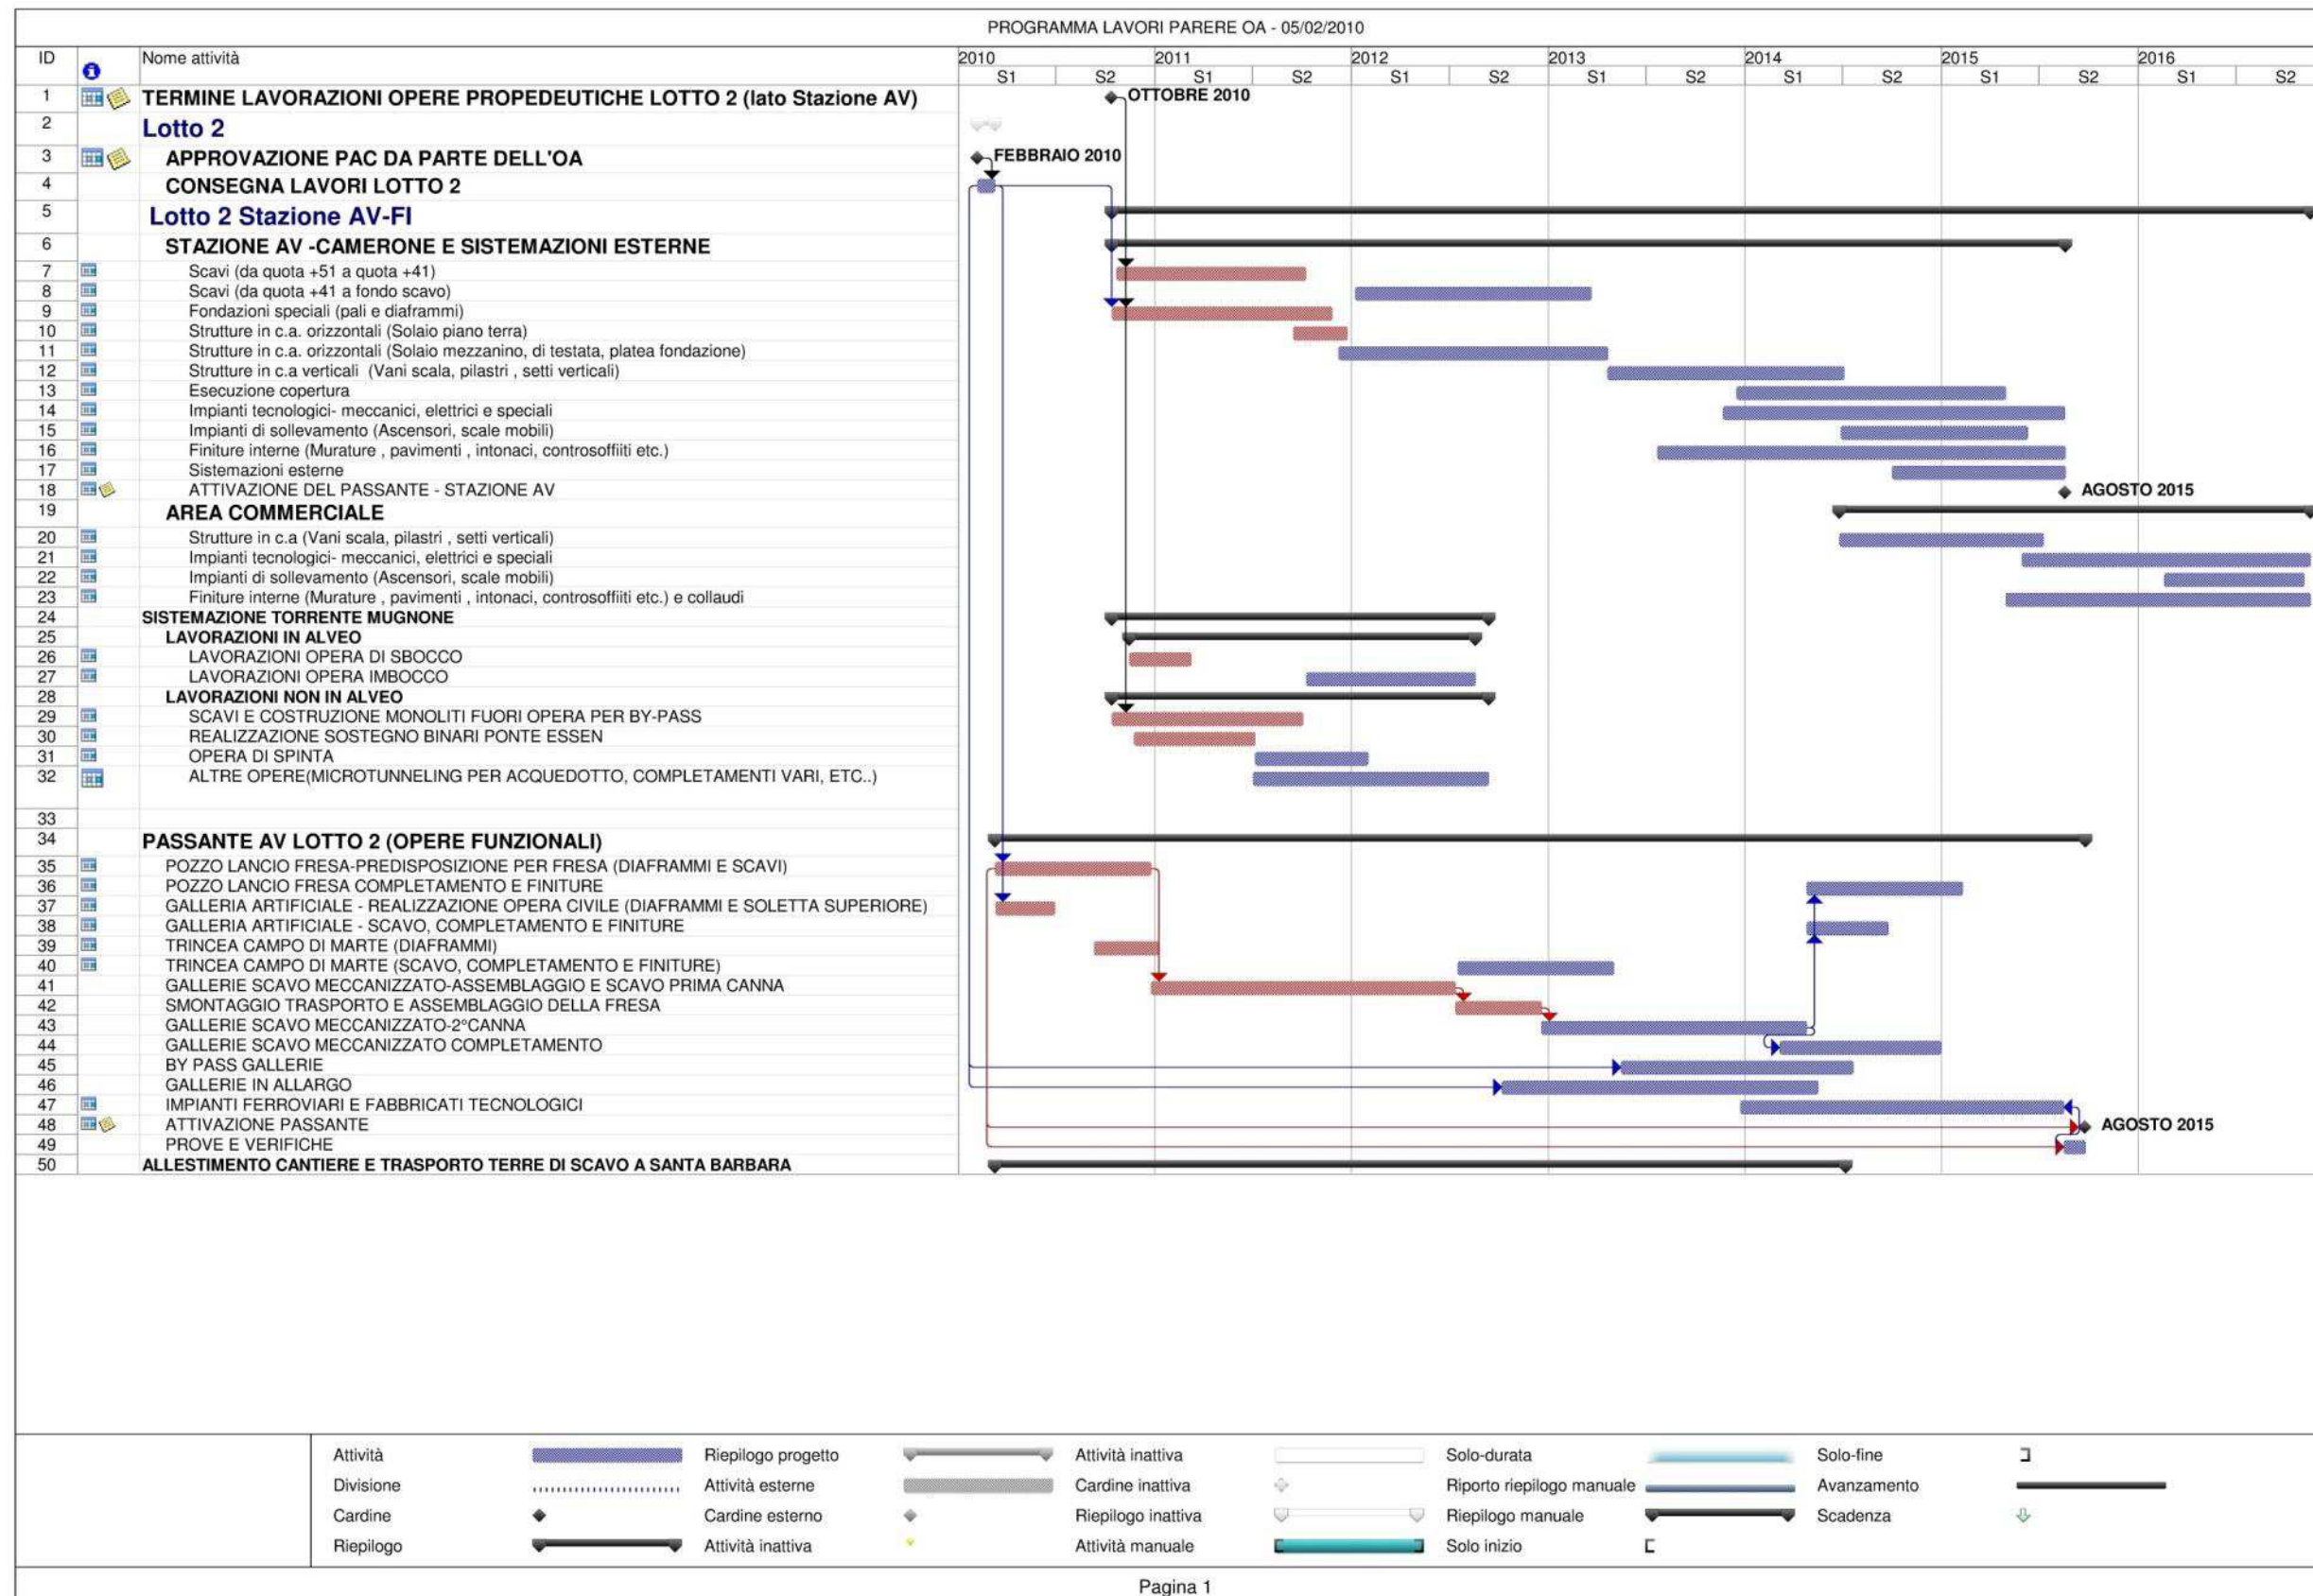 PROGRAMMA LAVORI PARERE OA - 05/02/2010
ID Nome attività 2010 2011 2012 2013 2014 2015 2016
S1 S2 S1 S2 S1 S2 S1 S2 S1 S2 S1 S2 S1 S2
1 TERMINE LAVORAZIONI OPERE PROPEDEUTICHE LOTTO 2 (lato Stazione AV) OTTOBRE 2010
2 Lotto 2
3 APPROVAZIONE PAC DA PARTE DELL'OA FEBBRAIO 2010
4 CONSEGNA LAVORI LOTTO 2
5 Lotto 2 Stazione AV-FI
6 STAZIONE AV -CAMERONE E SISTEMAZIONI ESTERNE
7 Scavi (da quota +51 a quota +41)
8 Scavi (da quota +41 a fondo scavo)
9 Fondazioni speciali (pali e diaframmi)
10 Strutture in c.a. orizzontali (Solaio piano terra)
11 Strutture in c.a. orizzontali (Solaio mezzanino, di testata, platea fondazione)
12 Strutture in c.a verticali (Vani scala, pilastri , setti verticali)
13 Esecuzione copertura
14 Impianti tecnologici- meccanici, elettrici e speciali
15 Impianti di sollevamento (Ascensori, scale mobili)
16 Finiture interne (Murature , pavimenti , intonaci, controsoffiiti etc.)
17 Sistemazioni esterne
18 ATTIVAZIONE DEL PASSANTE - STAZIONE AV AGOSTO 2015
19 AREA COMMERCIALE
20 Strutture in c.a (Vani scala, pilastri , setti verticali)
21 Impianti tecnologici- meccanici, elettrici e speciali
22 Impianti di sollevamento (Ascensori, scale mobili)
23 Finiture interne (Murature , pavimenti , intonaci, controsoffiiti etc.) e collaudi
24 SISTEMAZIONE TORRENTE MUGNONE
25 LAVORAZIONI IN ALVEO
26 LAVORAZIONI OPERA DI SBOCCO
27 LAVORAZIONI OPERA IMBOCCO
28 LAVORAZIONI NON IN ALVEO
29 SCAVI E COSTRUZIONE MONOLITI FUORI OPERA PER BY-PASS
30 REALIZZAZIONE SOSTEGNO BINARI PONTE ESSEN
31 OPERA DI SPINTA
32 ALTRE OPERE(MICROTUNNELING PER ACQUEDOTTO, COMPLETAMENTI VARI, ETC..)
33
34 PASSANTE AV LOTTO 2 (OPERE FUNZIONALI)
35 POZZO LANCIO FRESA-PREDISPOSIZIONE PER FRESA (DIAFRAMMI E SCAVI)
36 POZZO LANCIO FRESA COMPLETAMENTO E FINITURE
37 GALLERIA ARTIFICIALE - REALIZZAZIONE OPERA CIVILE (DIAFRAMMI E SOLETTA SUPERIORE)
38 GALLERIA ARTIFICIALE - SCAVO, COMPLETAMENTO E FINITURE
39 TRINCEA CAMPO DI MARTE (DIAFRAMMI)
40 TRINCEA CAMPO DI MARTE (SCAVO, COMPLETAMENTO E FINITURE)
41 GALLERIE SCAVO MECCANIZZATO-ASSEMBLAGGIO E SCAVO PRIMA CANNA
42 SMONTAGGIO TRASPORTO E ASSEMBLAGGIO DELLA FRESA
43 GALLERIE SCAVO MECCANIZZATO-2°CANNA
44 GALLERIE SCAVO MECCANIZZATO COMPLETAMENTO
45 BY PASS GALLERIE
46 GALLERIE IN ALLARGO
47 IMPIANTI FERROVIARI E FABBRICATI TECNOLOGICI
48 ATTIVAZIONE PASSANTE AGOSTO 2015
49 PROVE E VERIFICHE
50 ALLESTIMENTO CANTIERE E TRASPORTO TERRE DI SCAVO A SANTA BARBARA
Attività Riepilogo progetto Attività inattiva Solo-durata Solo-fine
Divisione Attività esterne Cardine inattiva Riporto riepilogo manuale Avanzamento
Cardine Cardine esterno Riepilogo inattiva Riepilogo manuale Scadenza
Riepilogo Attività inattiva Attività manuale Solo inizio
Pagina 1